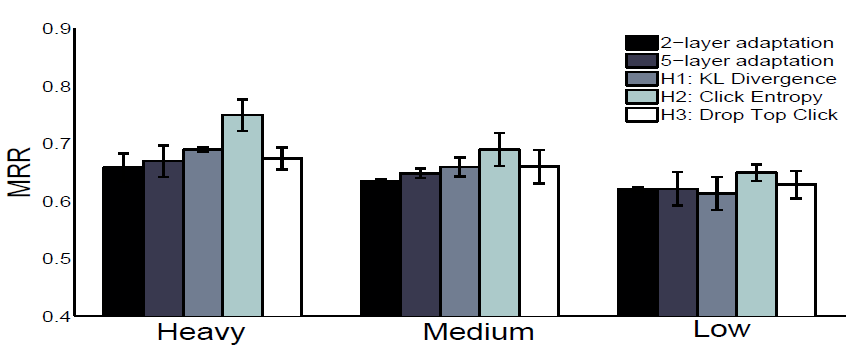 0.9
0.8
0.7
0.6
0.5
0.4
MRR
2-layer adaptation
5-layer adaptation
H1: KL Divergence
H2: Click Entropy
H3: Drop Top Click
Heavy Medium Low